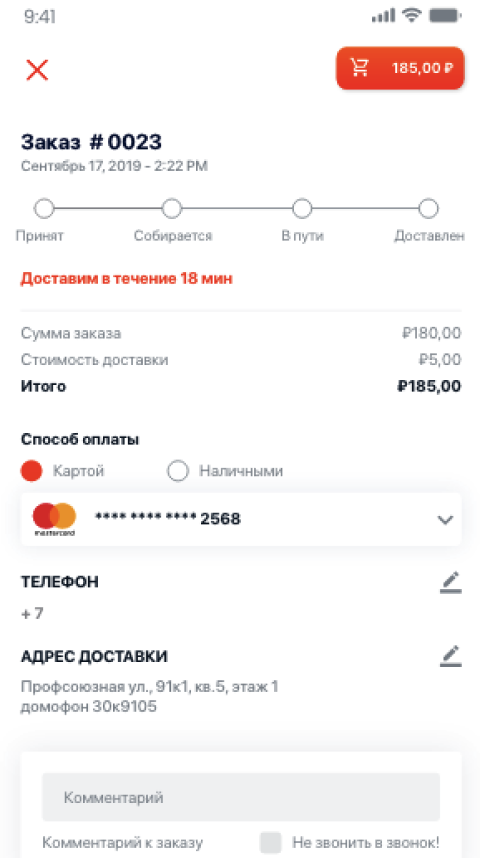 9:41
185,00 ₽
Заказ # 0023
Сентябрь 17, 2019 - 2:22 PM
Принят Собирается В пути Доставлен
Доставим в течение 18 мин
Сумма заказа ₽180,00
Стоимость доставки ₽5,00
Итого ₽185,00
Способ оплаты
Картой Наличными
mastercard **** **** **** 2568
ТЕЛЕФОН
+ 7
АДРЕС ДОСТАВКИ
Профсоюзная ул., 91к1, кв.5, этаж 1
домофон 30к9105
Комментарий
Комментарий к заказу Не звонить в звонок!